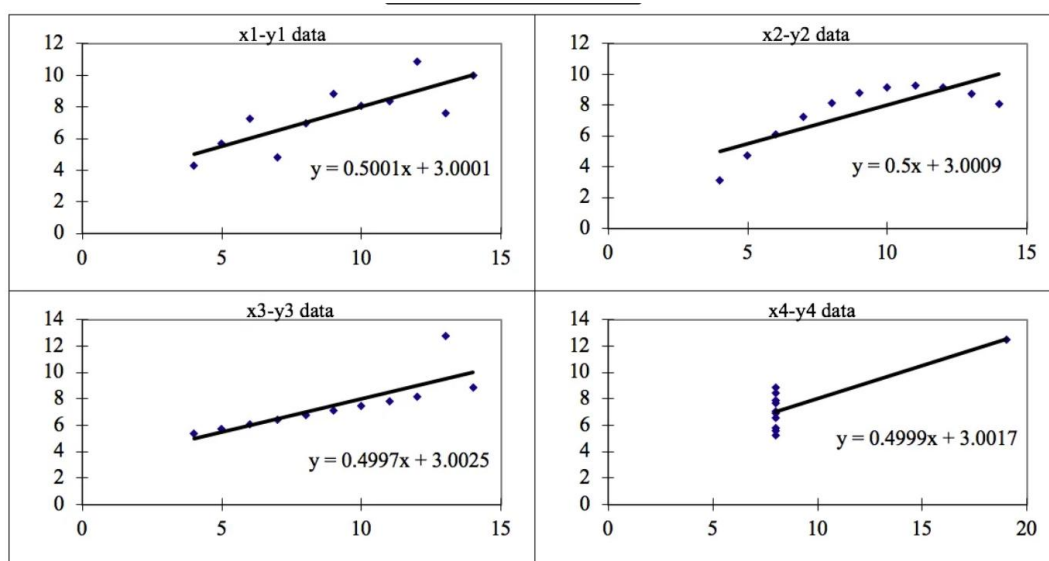 x1-y1 data
12
10
8
6
4
2
0
0 5 10 15
y = 0.5001x + 3.0001
x2-y2 data
12
10
8
6
4
2
0
0 5 10 15
y = 0.5x + 3.0009
x3-y3 data
14
12
10
8
6
4
2
0
0 5 10 15
y = 0.4997x + 3.0025
x4-y4 data
14
12
10
8
6
4
2
0
0 5 10 15 20
y = 0.4999x + 3.0017